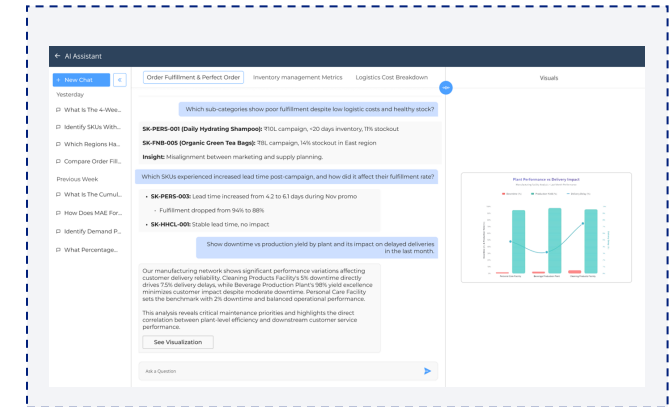 ← AI Assistant
+ New Chat
Yesterday
What Is The 4-Wee...
Identify SKUs With...
Which Regions Ha...
Compare Order Fill...
Previous Week
What Is The Cumul...
How Does MAE For...
Identify Demand P...
What Percentage...
Order Fulfillment & Perfect Order
Inventory management Metrics
Logistics Cost Breakdown
Which sub-categories show poor fulfillment despite low logistic costs and healthy stock?
SK-PERS-001 (Daily Hydrating Shampoo): ₹10L campaign, <20 days inventory, 11% stockout
SK-FNB-005 (Organic Green Tea Bags): ₹8L campaign, 14% stockout in East region
Insight: Misalignment between marketing and supply planning.
Which SKUs experienced increased lead time post-campaign, and how did it affect their fulfillment rate?
• SK-PERS-003: Lead time increased from 4.2 to 6.1 days during Nov promo
◦ Fulfillment dropped from 94% to 88%
• SK-HHCL-001: Stable lead time, no impact
Show downtime vs production yield by plant and its impact on delayed deliveries
in the last month.
Our manufacturing network shows significant performance variations affecting
customer delivery reliability. Cleaning Products Facility's 5% downtime directly
drives 7.5% delivery delays, while Beverage Production Plant's 98% yield excellence
minimizes customer impact despite moderate downtime. Personal Care Facility
sets the benchmark with 2% downtime and balanced operational performance.
This analysis reveals critical maintenance priorities and highlights the direct
correlation between plant-level efficiency and downstream customer service
performance.
See Visualization
Ask a Question
Visuals
Plant Performance to Delivery Impact